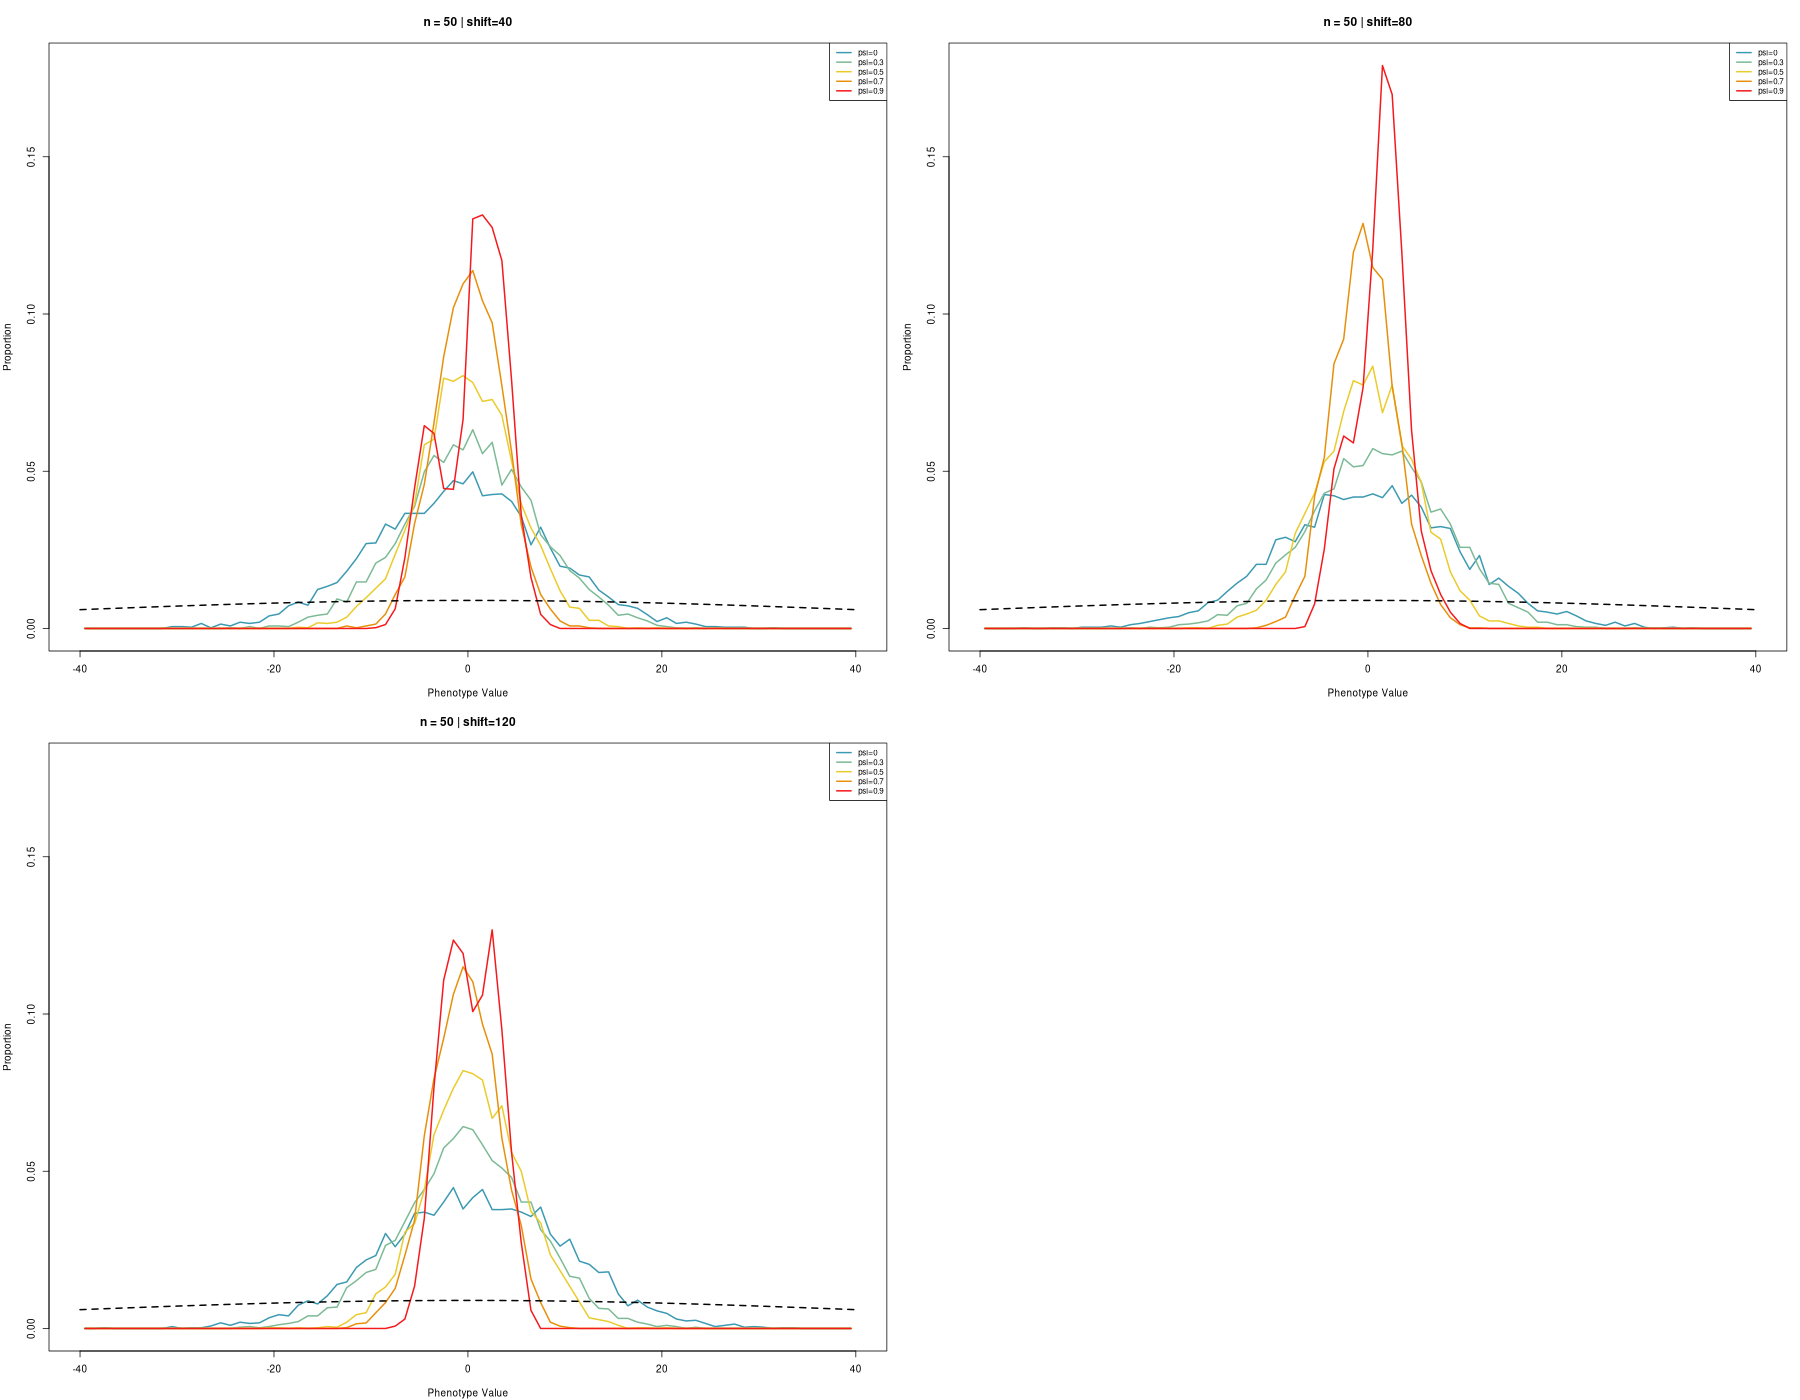 n = 50 | shift=40
psi=0
psi=0.3
psi=0.5
psi=0.7
psi=0.9
Proportion
0.15
0.10
0.05
0.00
-40 -20 0 20 40
Phenotype Value
n = 50 | shift=80
psi=0
psi=0.3
psi=0.5
psi=0.7
psi=0.9
Proportion
0.15
0.10
0.05
0.00
-40 -20 0 20 40
Phenotype Value
n = 50 | shift=120
psi=0
psi=0.3
psi=0.5
psi=0.7
psi=0.9
Proportion
0.15
0.10
0.05
0.00
-40 -20 0 20 40
Phenotype Value